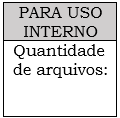 PARA USO
INTERNO
Quantidade
de arquivos: